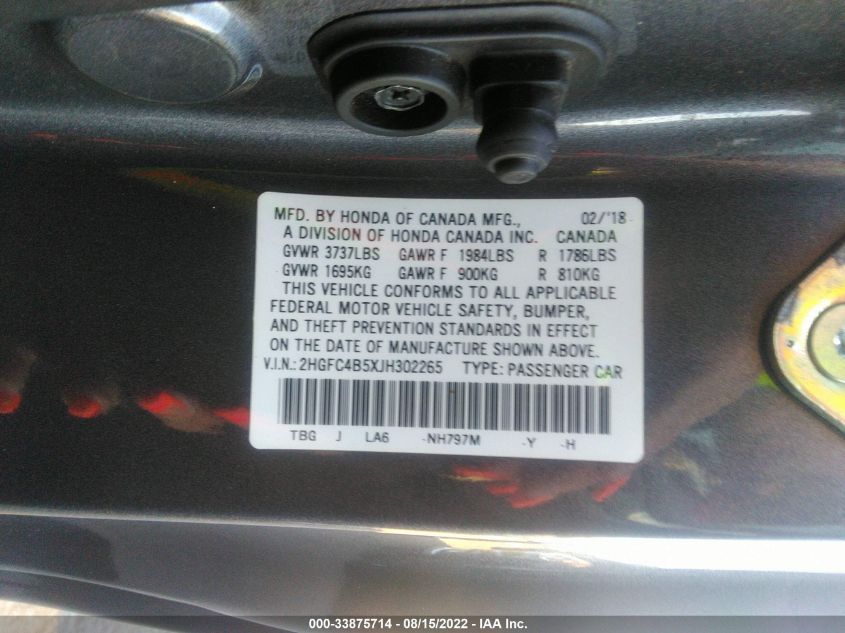 MFD. BY HONDA OF CANADA MFG., 02/'18
A DIVISION OF HONDA CANADA INC. CANADA
GVWR 3737LBS GAWR F 1984LBS R 1786LBS
GVWR 1695KG GAWR F 900KG R 810KG
THIS VEHICLE CONFORMS TO ALL APPLICABLE
FEDERAL MOTOR VEHICLE SAFETY, BUMPER,
AND THEFT PREVENTION STANDARDS IN EFFECT
ON THE DATE OF MANUFACTURE SHOWN ABOVE.
V.I.N.: 2HGFC4B5XJH302265 TYPE: PASSENGER CAR
TBG J LA6 -NH797M -Y -H
000-33875714 - 08/15/2022 - IAA Inc.